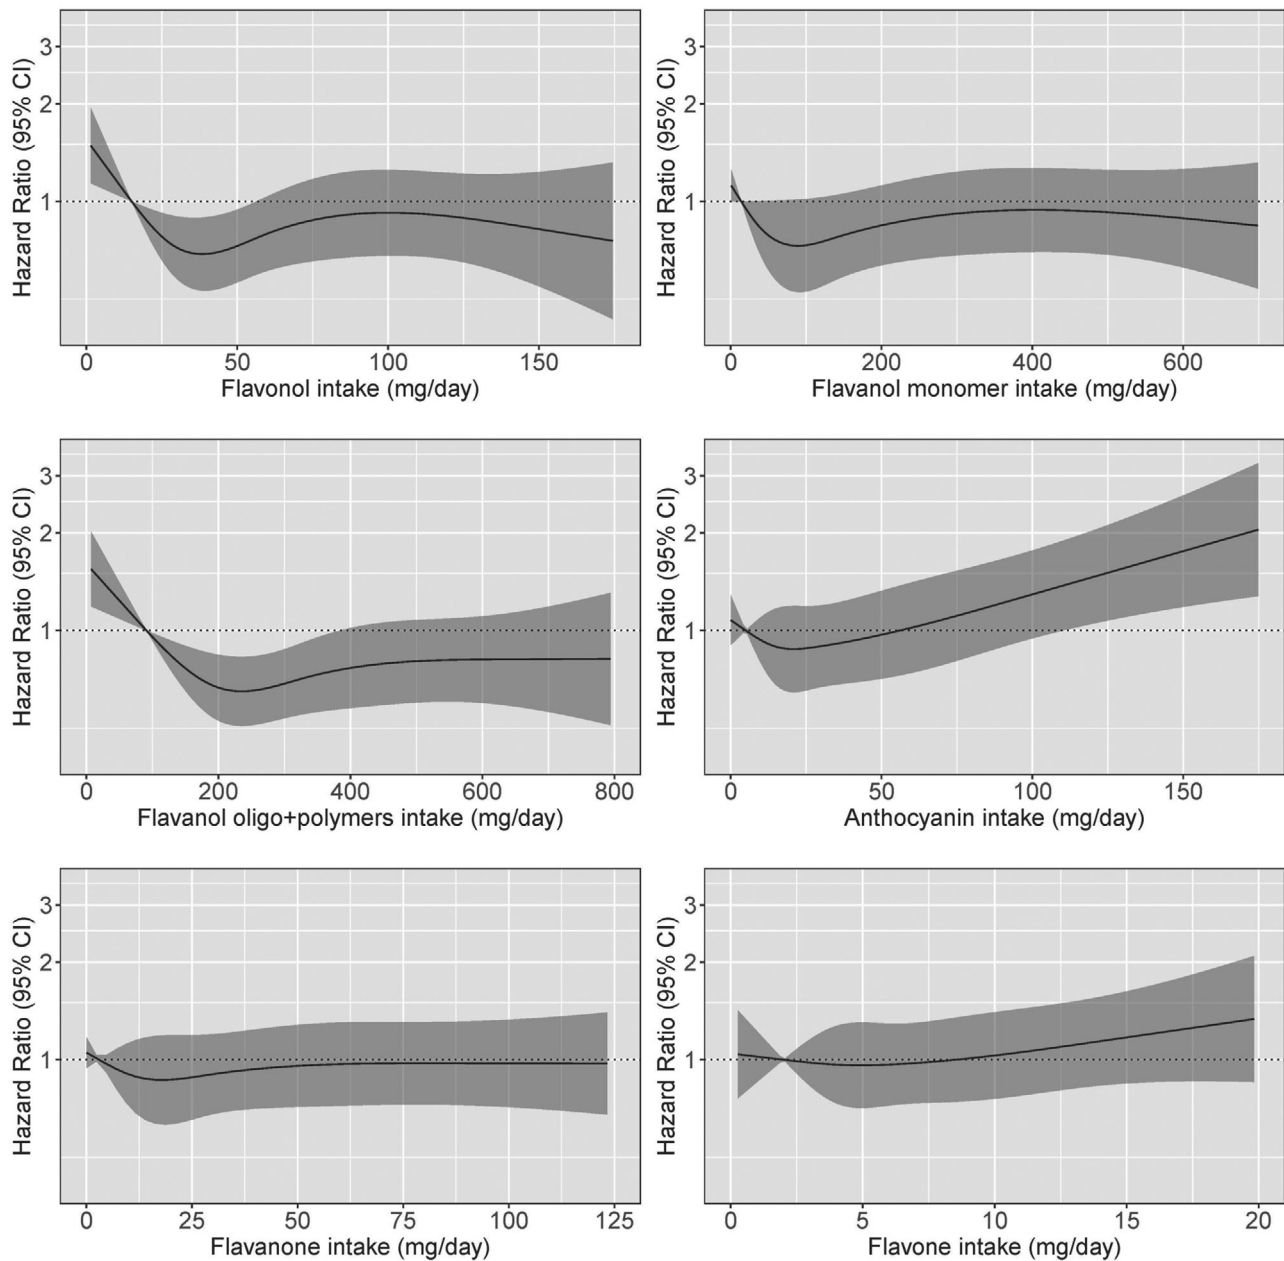 Hazard Ratio (95% CI)
3
2
1
0 50 100 150
Flavonol intake (mg/day)
Hazard Ratio (95% CI)
3
2
1
0 200 400 600
Flavanol monomer intake (mg/day)
Hazard Ratio (95% CI)
3
2
1
0 200 400 600 800
Flavanol oligo+polymers intake (mg/day)
Hazard Ratio (95% CI)
3
2
1
0 50 100 150
Anthocyanin intake (mg/day)
Hazard Ratio (95% CI)
3
2
1
0 25 50 75 100 125
Flavanone intake (mg/day)
Hazard Ratio (95% CI)
3
2
1
0 5 10 15 20
Flavone intake (mg/day)